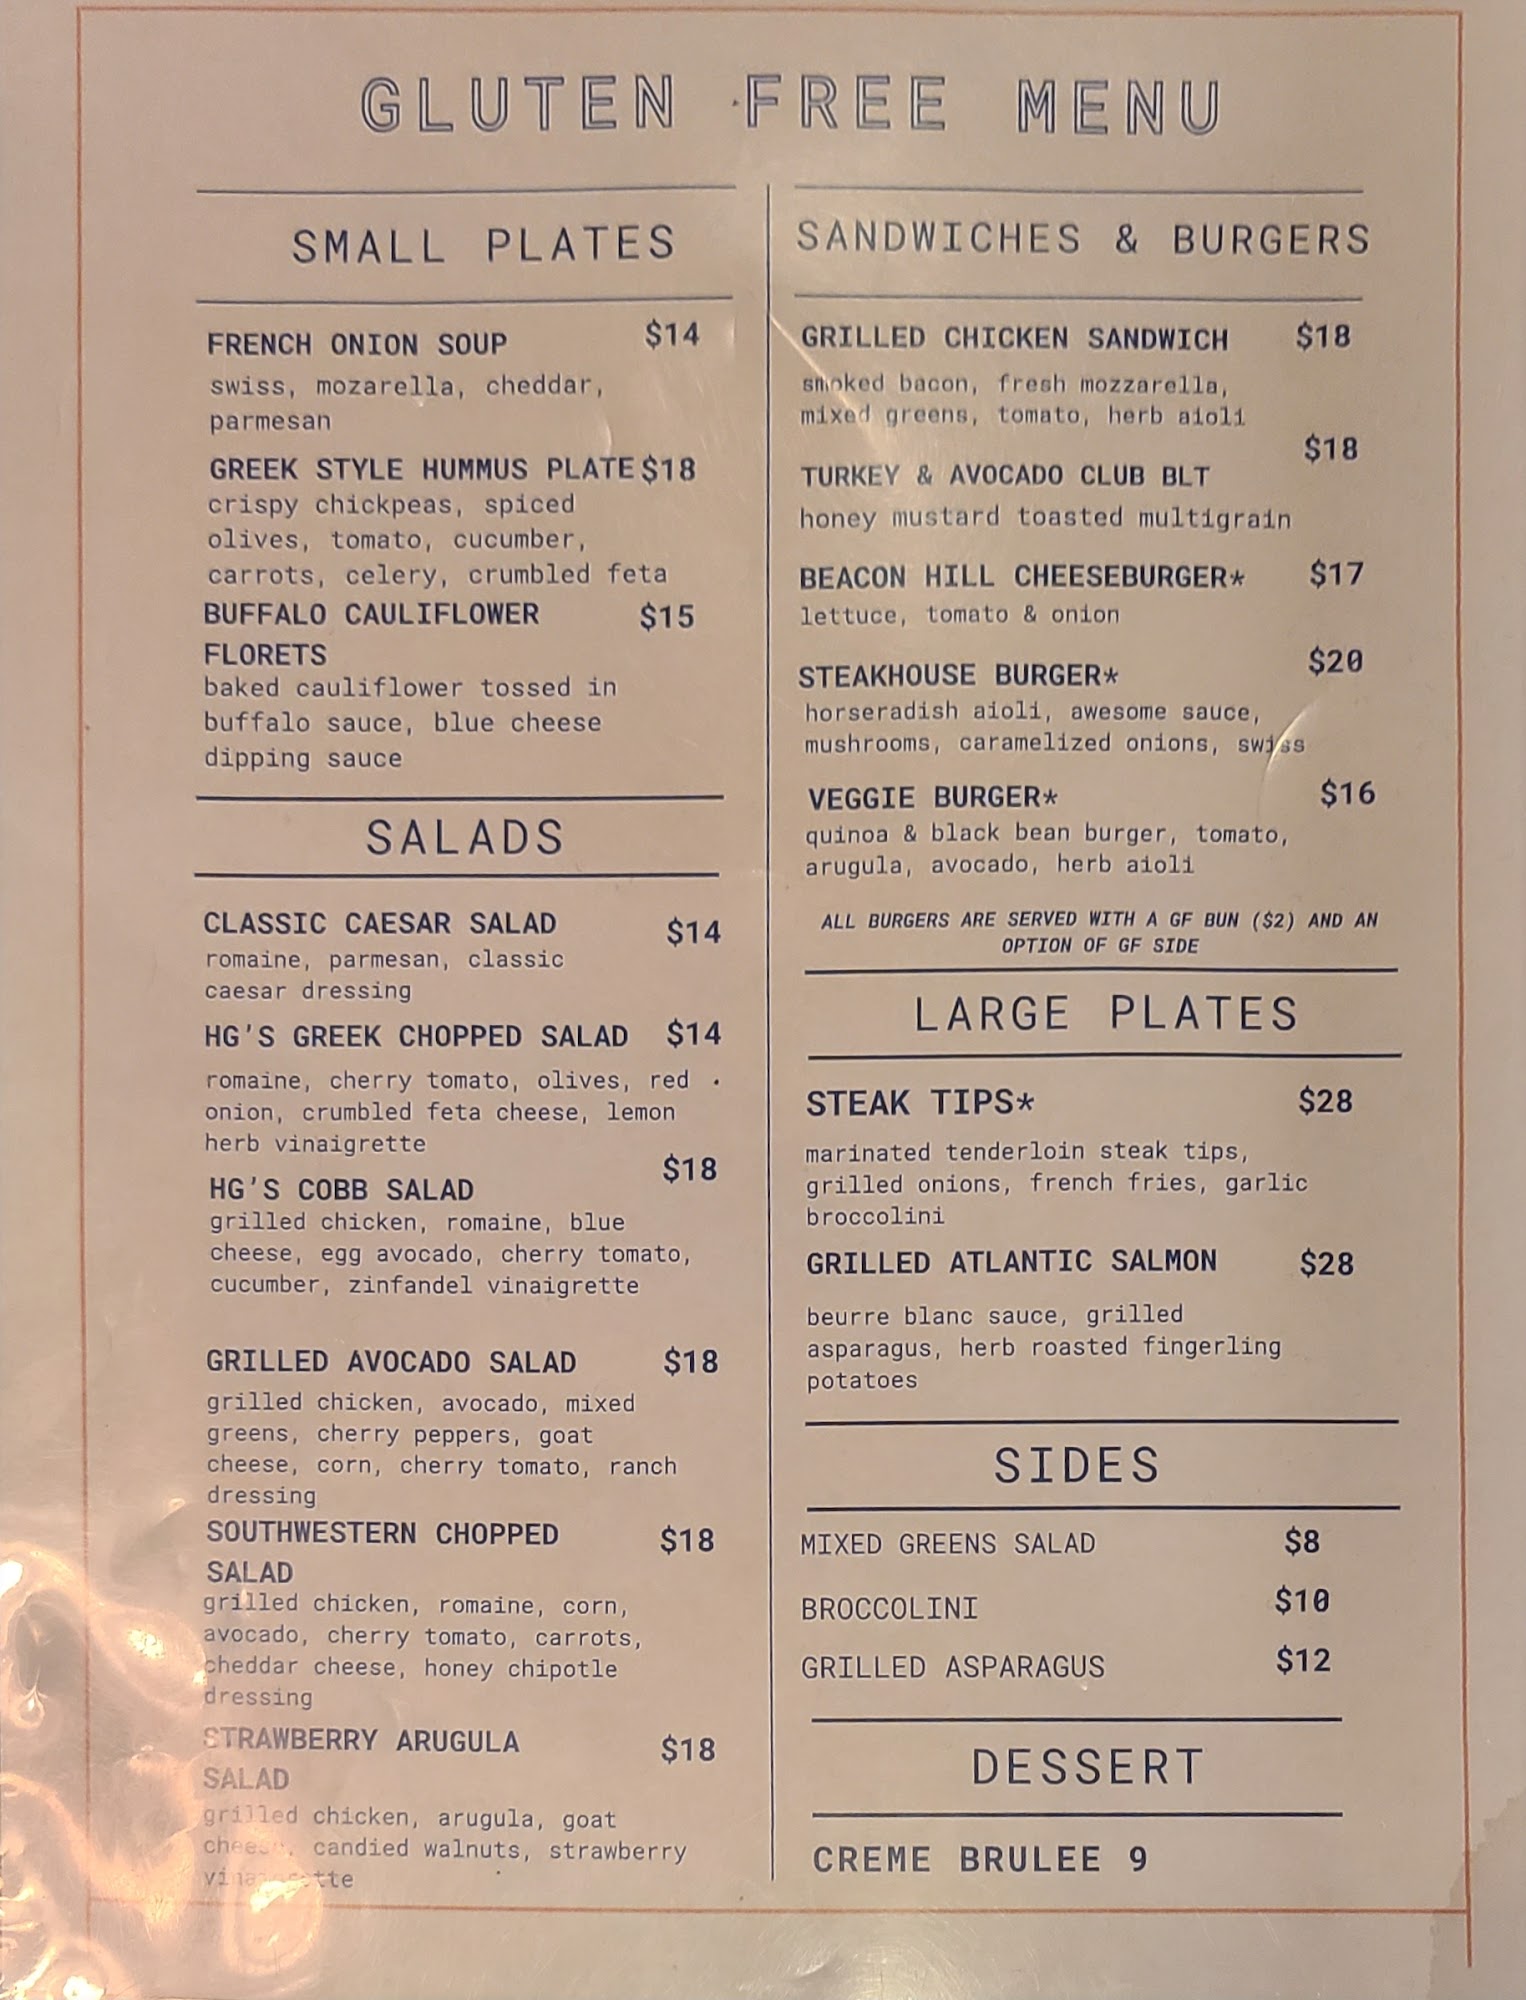 GLUTEN FREE MENU
SMALL PLATES
FRENCH ONION SOUP $14
swiss, mozarella, cheddar,
parmesan
GREEK STYLE HUMMUS PLATE $18
crispy chickpeas, spiced
olives, tomato, cucumber,
carrots, celery, crumbled feta
BUFFALO CAULIFLOWER $15
FLORETS
baked cauliflower tossed in
buffalo sauce, blue cheese
dipping sauce
SALADS
CLASSIC CAESAR SALAD $14
romaine, parmesan, classic
caesar dressing
HG'S GREEK CHOPPED SALAD $14
romaine, cherry tomato, olives, red
onion, crumbled feta cheese, lemon
herb vinaigrette
HG'S COBB SALAD $18
grilled chicken, romaine, blue
cheese, egg avocado, cherry tomato,
cucumber, zinfandel vinaigrette
GRILLED AVOCADO SALAD $18
grilled chicken, avocado, mixed
greens, cherry peppers, goat
cheese, corn, cherry tomato, ranch
dressing
SOUTHWESTERN CHOPPED $18
SALAD
grilled chicken, romaine, corn,
avocado, cherry tomato, carrots,
cheddar cheese, honey chipotle
dressing
STRAWBERRY ARUGULA $18
SALAD
grilled chicken, arugula, goat
cheese, candied walnuts, strawberry
vinaigrette
SANDWICHES & BURGERS
GRILLED CHICKEN SANDWICH $18
smoked bacon, fresh mozzarella,
mixed greens, tomato, herb aioli
TURKEY & AVOCADO CLUB BLT $18
honey mustard toasted multigrain
BEACON HILL CHEESEBURGER* $17
lettuce, tomato & onion
STEAKHOUSE BURGER* $20
horseradish aioli, awesome sauce,
mushrooms, caramelized onions, swiss
VEGGIE BURGER* $16
quinoa & black bean burger, tomato,
arugula, avocado, herb aioli
ALL BURGERS ARE SERVED WITH A GF BUN ($2) AND AN
OPTION OF GF SIDE
LARGE PLATES
STEAK TIPS* $28
marinated tenderloin steak tips,
grilled onions, french fries, garlic
broccolini
GRILLED ATLANTIC SALMON $28
beurre blanc sauce, grilled
asparagus, herb roasted fingerling
potatoes
SIDES
MIXED GREENS SALAD $8
BROCCOLINI $10
GRILLED ASPARAGUS $12
DESSERT
CREME BRULEE 9